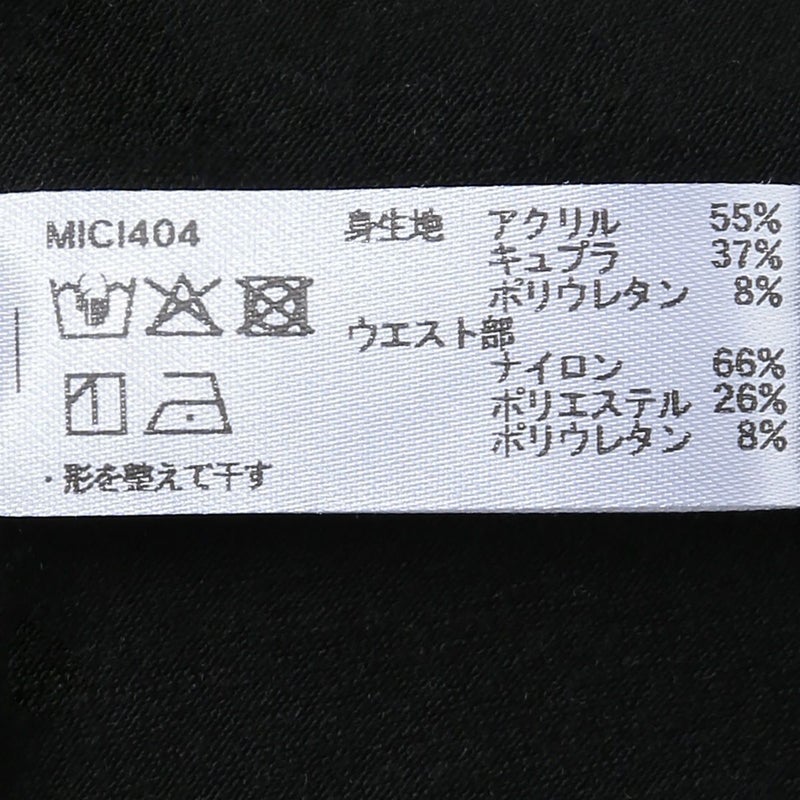 MICI404
身生地 アクリル 55%
キュプラ 37%
ポリウレタン 8%
ウエスト部
ナイロン 66%
ポリエステル 26%
ポリウレタン 8%
・形を整えて干す